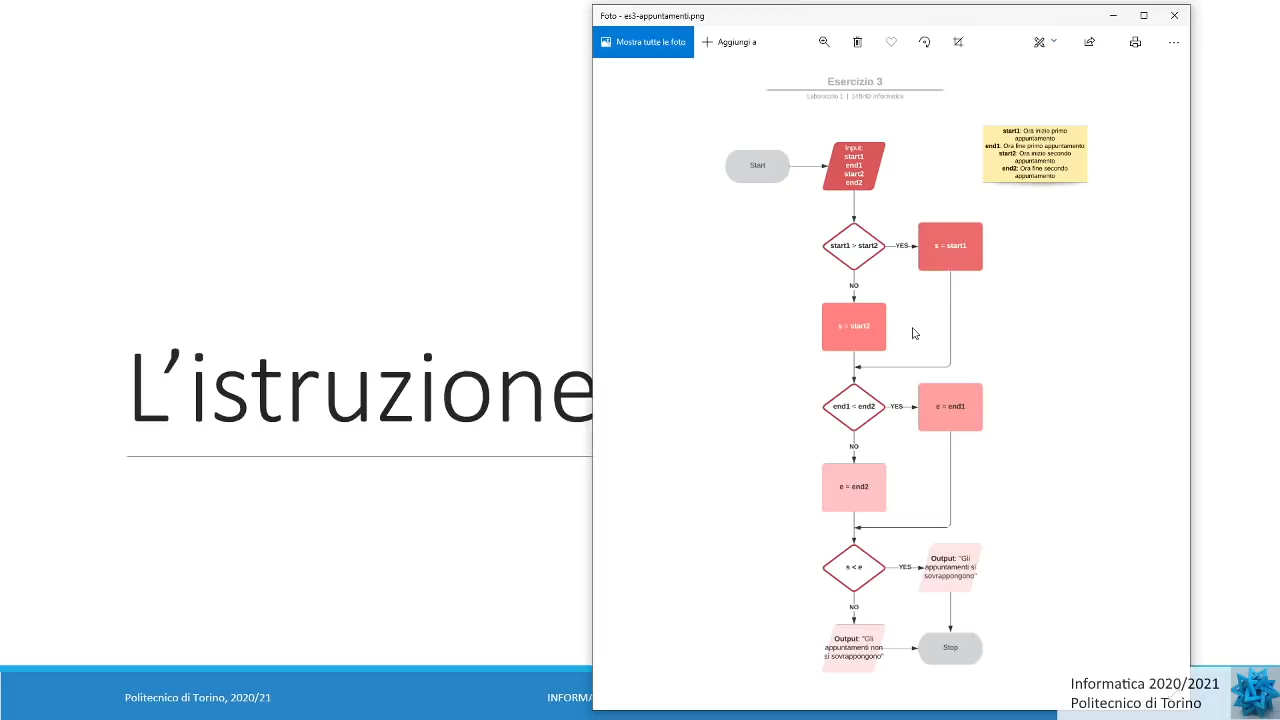 Foto - es3-appuntamenti.png
Mostra tutte le foto
Aggiungi a
Esercizio 3
Laboratorio 1 | 14BHD Informatica
start1: Ora inizio primo
appuntamento
end1: Ora fine primo appuntamento
start2: Ora inizio secondo
appuntamento
end2: Ora fine secondo
appuntamento
Start
Input:
start1
end1
start2
end2
start1 > start2
YES
s = start1
NO
s = start2
end1 < end2
YES
e = end1
NO
e = end2
s < e
YES
Output: "Gli
appuntamenti si
sovrappongono"
NO
Output: "Gli
appuntamenti non
si sovrappongono"
Stop
L'istruzione
Politecnico di Torino, 2020/21
INFORMA
Informatica 2020/2021
Politecnico di Torino